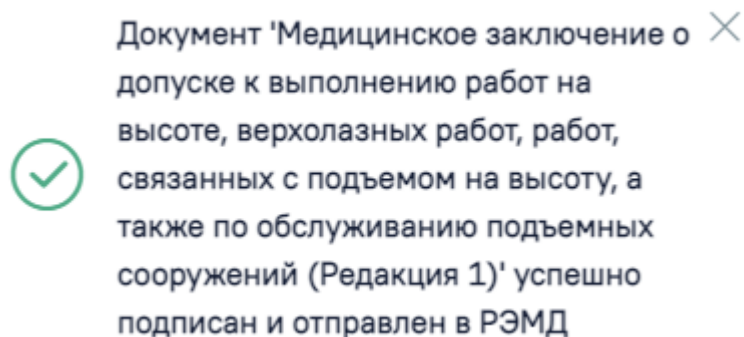 Документ 'Медицинское заключение о
допуске к выполнению работ на
высоте, верхолазных работ, работ,
связанных с подъемом на высоту, а
также по обслуживанию подъемных
сооружений (Редакция 1)' успешно
подписан и отправлен в РЭМД